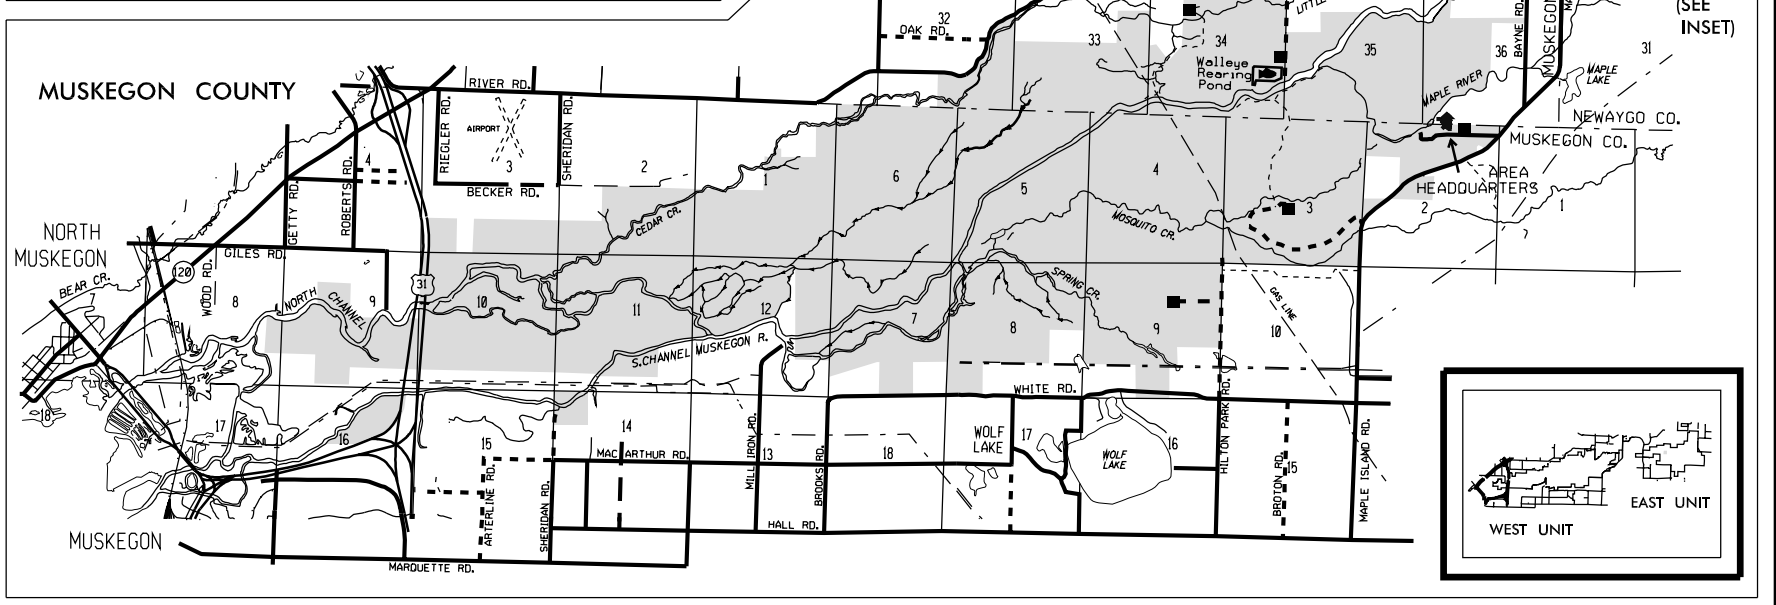 (SEE
INSET)
32
OAK RD.
33
34
35
36
31
LITTLE
BAYNE RD.
MUSKEGON
Walleye
Rearing
Pond
MAPLE
LAKE
MAPLE RIVER
NEWAYGO CO.
MUSKEGON CO.
AREA
HEADQUARTERS
MUSKEGON COUNTY
RIVER RD.
RIEGLER RD.
AIRPORT
SHERIDAN RD.
BECKER RD.
GETTY RD.
ROBERTS RD.
4
3
2
1
6
5
4
3
2
1
CEDAR CR.
MOSQUITO CR.
SPRING CR.
GAS LINE
NORTH
MUSKEGON
BEAR CR.
GILES RD.
120
WOOD RD.
31
NORTH
CHANNEL
7
8
9
10
11
12
7
8
9
10
S. CHANNEL MUSKEGON R.
WHITE RD.
18
18
17
16
15
14
13
18
17
16
15
MAC ARTHUR RD.
MILL IRON RD.
BROOKS RD.
WOLF
LAKE
WOLF
LAKE
HILTON PARK RD.
BROTON RD.
MAPLE ISLAND RD.
ARTERLINE RD.
SHERIDAN RD.
HALL RD.
MUSKEGON
MARQUETTE RD.
EAST UNIT
WEST UNIT